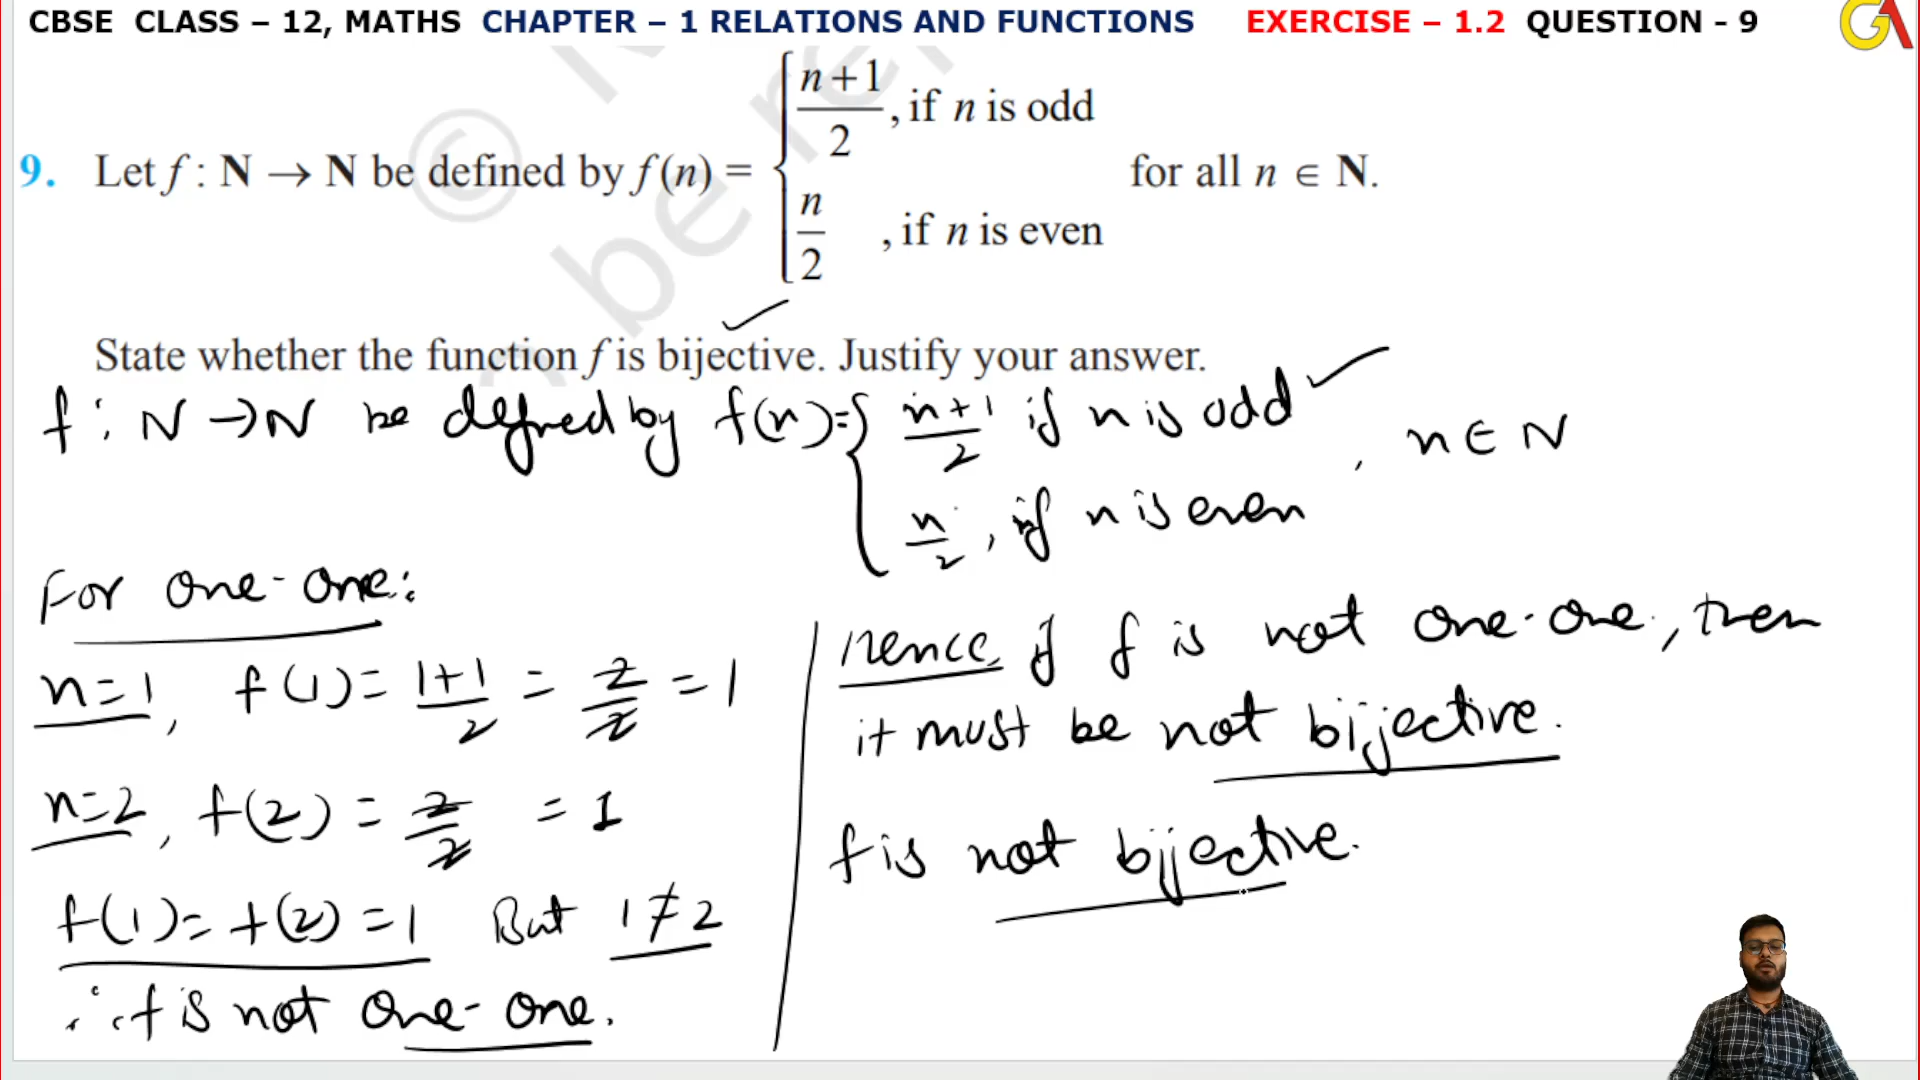 CBSE CLASS – 12, MATHS CHAPTER – 1 RELATIONS AND FUNCTIONS EXERCISE – 1.2 QUESTION - 9
GA
©
be re
9. Let f : N → N be defined by f (n) = { (n+1)/2 , if n is odd
n/2 , if n is even
for all n ∈ N.
State whether the function f is bijective. Justify your answer.
f : N → N be defined by f(n) = { (n+1)/2 if n is odd
n/2 , if n is even
, n ∈ N
For one-one:
n=1, f(1) = (1+1)/2 = 2/2 = 1
n=2, f(2) = 2/2 = 1
f(1) = f(2) = 1 But 1 ≠ 2
∴ f is not one-one.
Hence, if f is not one-one, then
it must be not bijective.
f is not bijective.